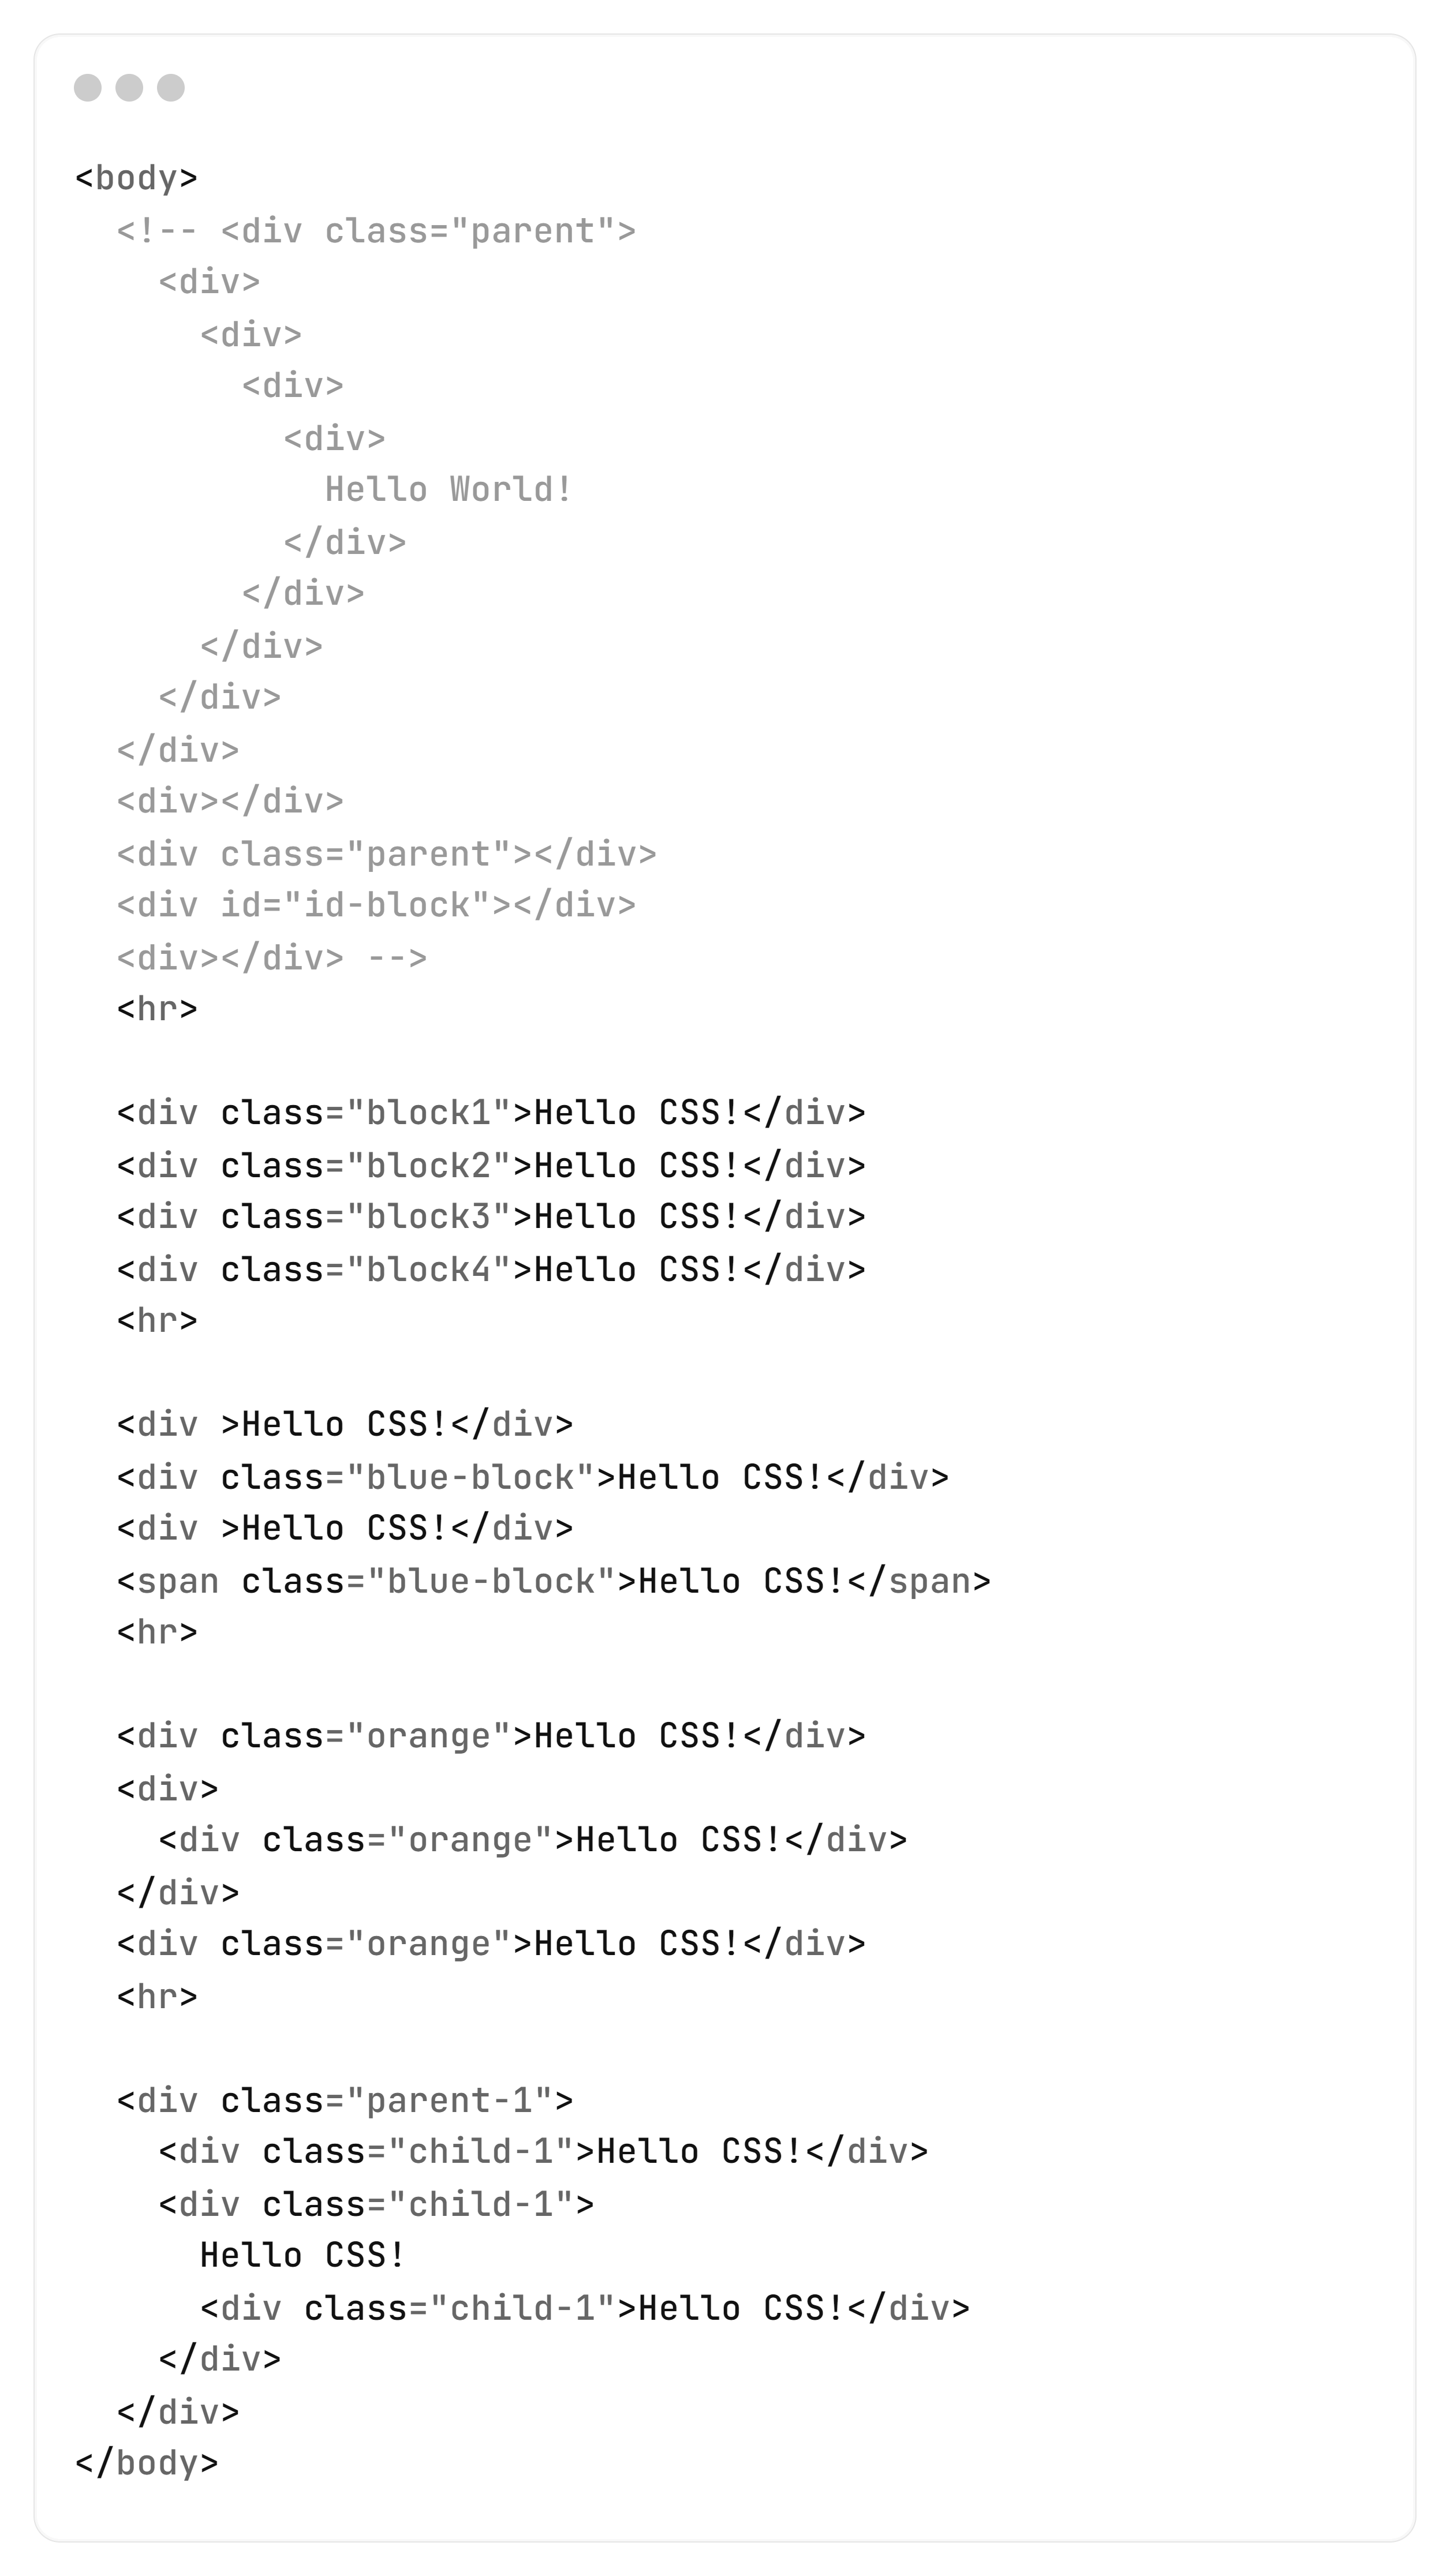 <body>
  <!-- <div class="parent">
    <div>
      <div>
        <div>
          <div>
            Hello World!
          </div>
        </div>
      </div>
    </div>
  </div>
  <div></div>
  <div class="parent"></div>
  <div id="id-block"></div>
  <div></div> -->
  <hr>

  <div class="block1">Hello CSS!</div>
  <div class="block2">Hello CSS!</div>
  <div class="block3">Hello CSS!</div>
  <div class="block4">Hello CSS!</div>
  <hr>

  <div >Hello CSS!</div>
  <div class="blue-block">Hello CSS!</div>
  <div >Hello CSS!</div>
  <span class="blue-block">Hello CSS!</span>
  <hr>

  <div class="orange">Hello CSS!</div>
  <div>
    <div class="orange">Hello CSS!</div>
  </div>
  <div class="orange">Hello CSS!</div>
  <hr>

  <div class="parent-1">
    <div class="child-1">Hello CSS!</div>
    <div class="child-1">
      Hello CSS!
      <div class="child-1">Hello CSS!</div>
    </div>
  </div>
</body>